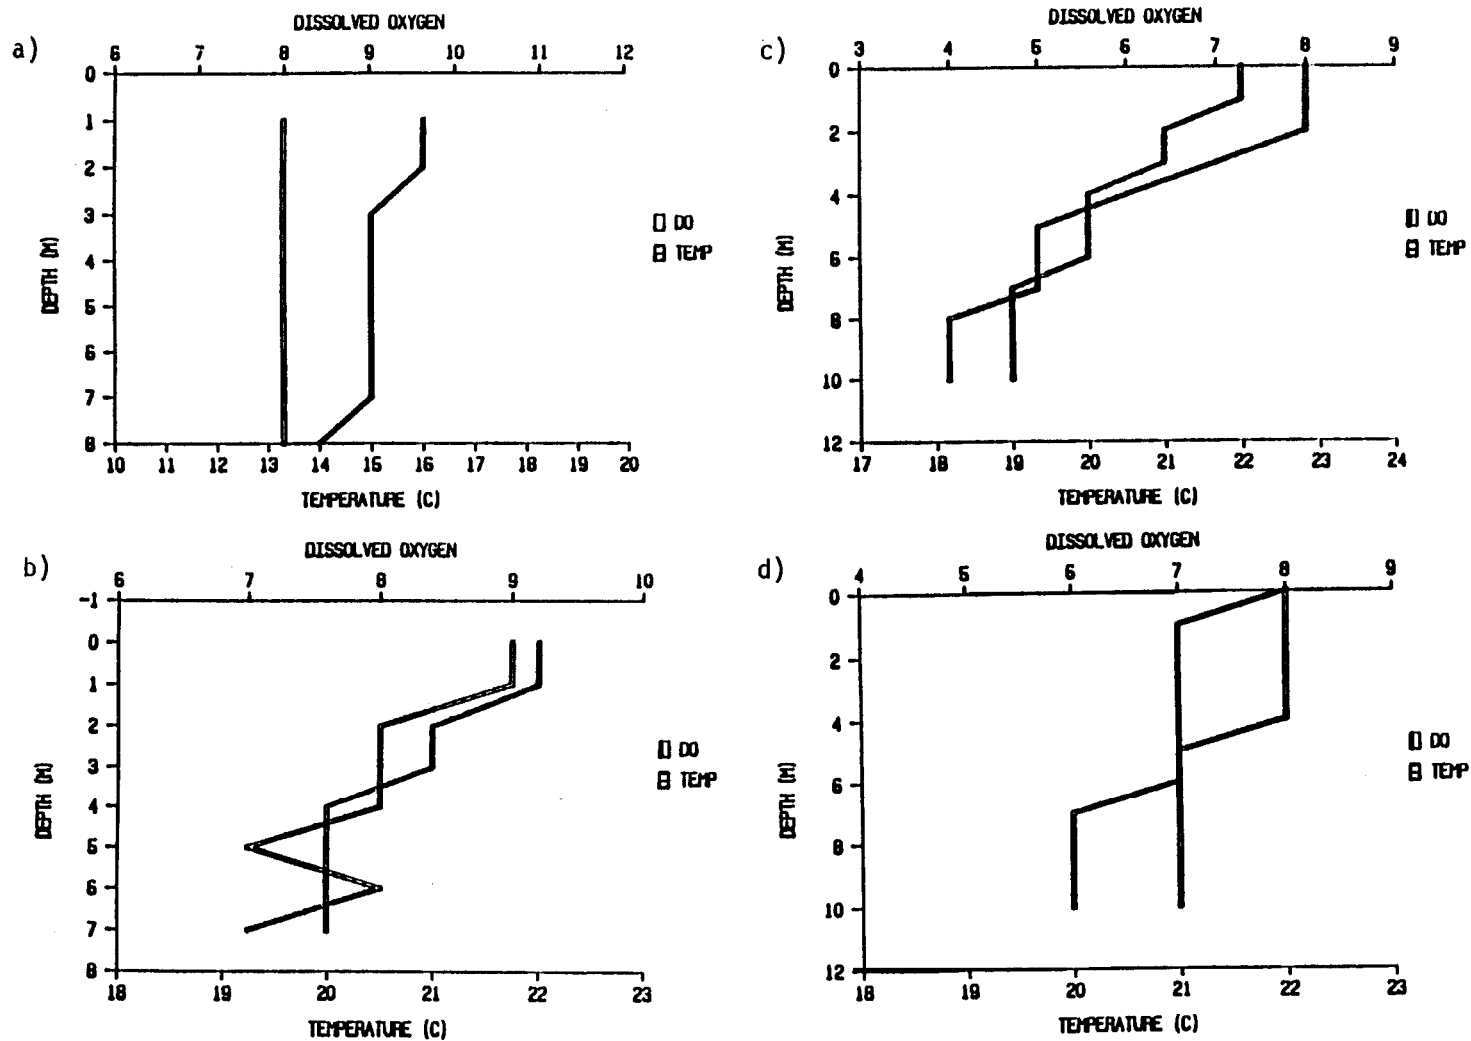 a)
DISSOLVED OXYGEN
6 7 8 9 10 11 12
0
1
2
3
4
5
6
7
8
DEPTH (M)
10 11 12 13 14 15 16 17 18 19 20
TEMPERATURE (C)
DO
TEMP
c)
DISSOLVED OXYGEN
3 4 5 6 7 8 9
0
2
4
6
8
10
12
DEPTH (M)
17 18 19 20 21 22 23 24
TEMPERATURE (C)
DO
TEMP
b)
DISSOLVED OXYGEN
6 7 8 9 10
-1
0
1
2
3
4
5
6
7
8
DEPTH (M)
18 19 20 21 22 23
TEMPERATURE (C)
DO
TEMP
d)
DISSOLVED OXYGEN
4 5 6 7 8 9
0
2
4
6
8
10
12
DEPTH (M)
18 19 20 21 22 23
TEMPERATURE (C)
DO
TEMP